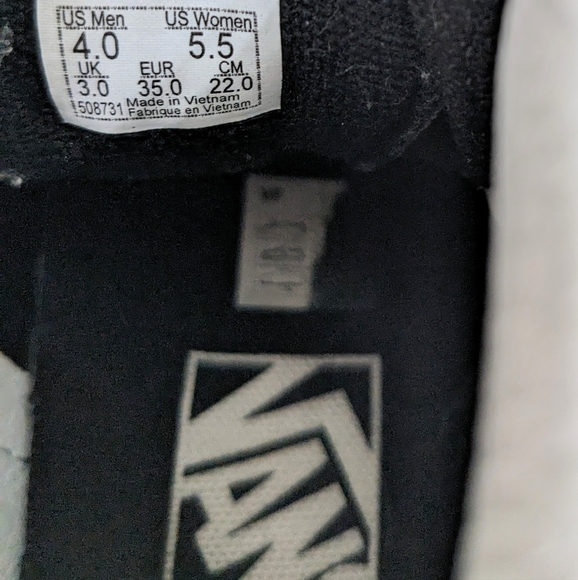 US Men US Women
4.0 5.5
UK EUR CM
3.0 35.0 22.0
508731 Made in Vietnam
Fabrique en Vietnam
VANS